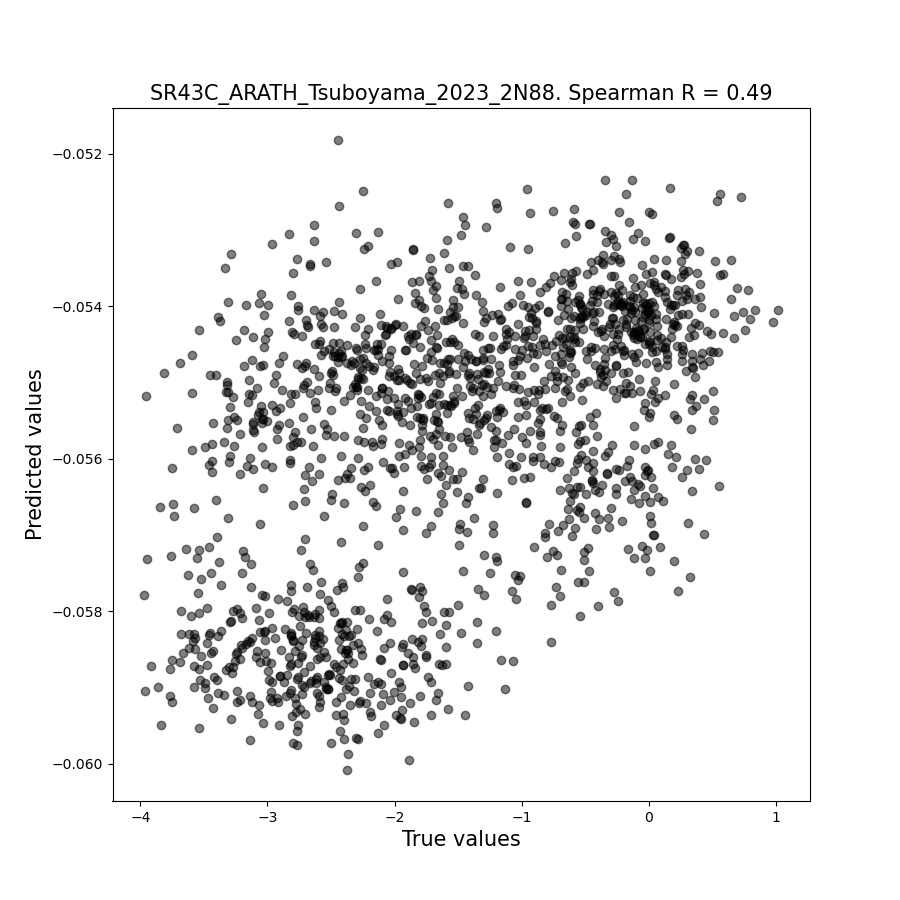 SR43C_ARATH_Tsuboyama_2023_2N88. Spearman R = 0.49
−0.052
−0.054
−0.056
−0.058
−0.060
Predicted values
−4 −3 −2 −1 0 1
True values